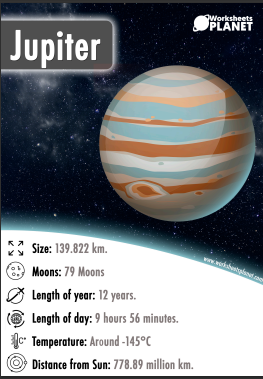 Worksheets
PLANET
Jupiter
www.worksheetsplanet.com
Size: 139.822 km.
Moons: 79 Moons
Length of year: 12 years.
Length of day: 9 hours 56 minutes.
C°
Temperature: Around -145ºC
Distance from Sun: 778.89 million km.